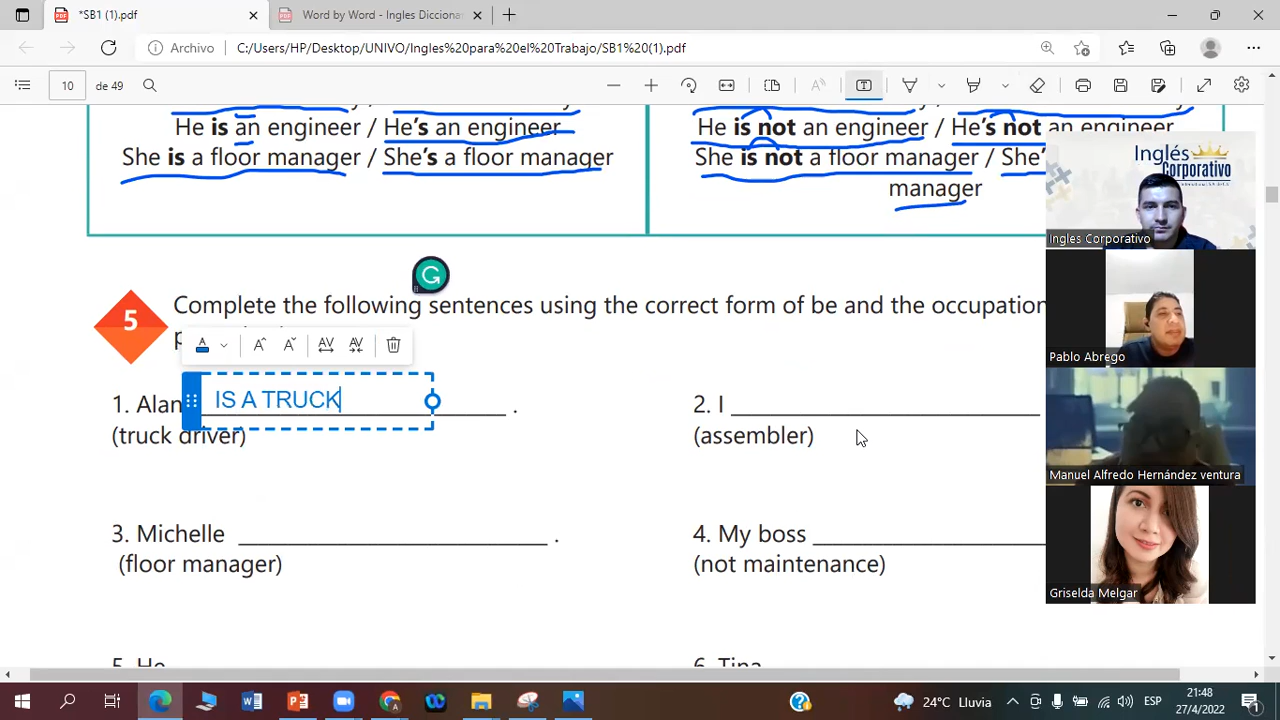 *SB1 (1).pdf
Word by Word - Ingles Dicciona
Archivo C:/Users/HP/Desktop/UNIVO/Ingles%20para%20el%20Trabajo/SB1%20(1).pdf
10 de 49
He is an engineer / He's an engineer
She is a floor manager / She's a floor manager
He is not an engineer / He's not an engineer
She is not a floor manager / She'
manager
Inglés
Corporativo
Ingles Corporativo
Pablo Abrego
Manuel Alfredo Hernández ventura
Griselda Melgar
5
Complete the following sentences using the correct form of be and the occupation
1. Alan IS A TRUCK .
(truck driver)
2. I
(assembler)
3. Michelle .
(floor manager)
4. My boss
(not maintenance)
5. He
6. Tina
24°C Lluvia
ESP
21:48
27/4/2022